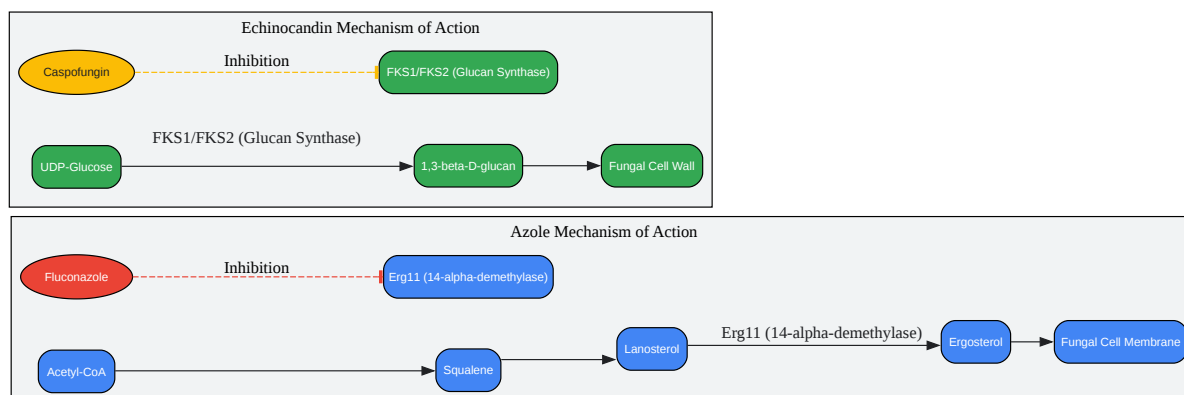 Echinocandin Mechanism of Action
Caspofungin
Inhibition
FKS1/FKS2 (Glucan Synthase)
UDP-Glucose
FKS1/FKS2 (Glucan Synthase)
1,3-beta-D-glucan
Fungal Cell Wall
Azole Mechanism of Action
Fluconazole
Inhibition
Erg11 (14-alpha-demethylase)
Acetyl-CoA
Squalene
Lanosterol
Erg11 (14-alpha-demethylase)
Ergosterol
Fungal Cell Membrane